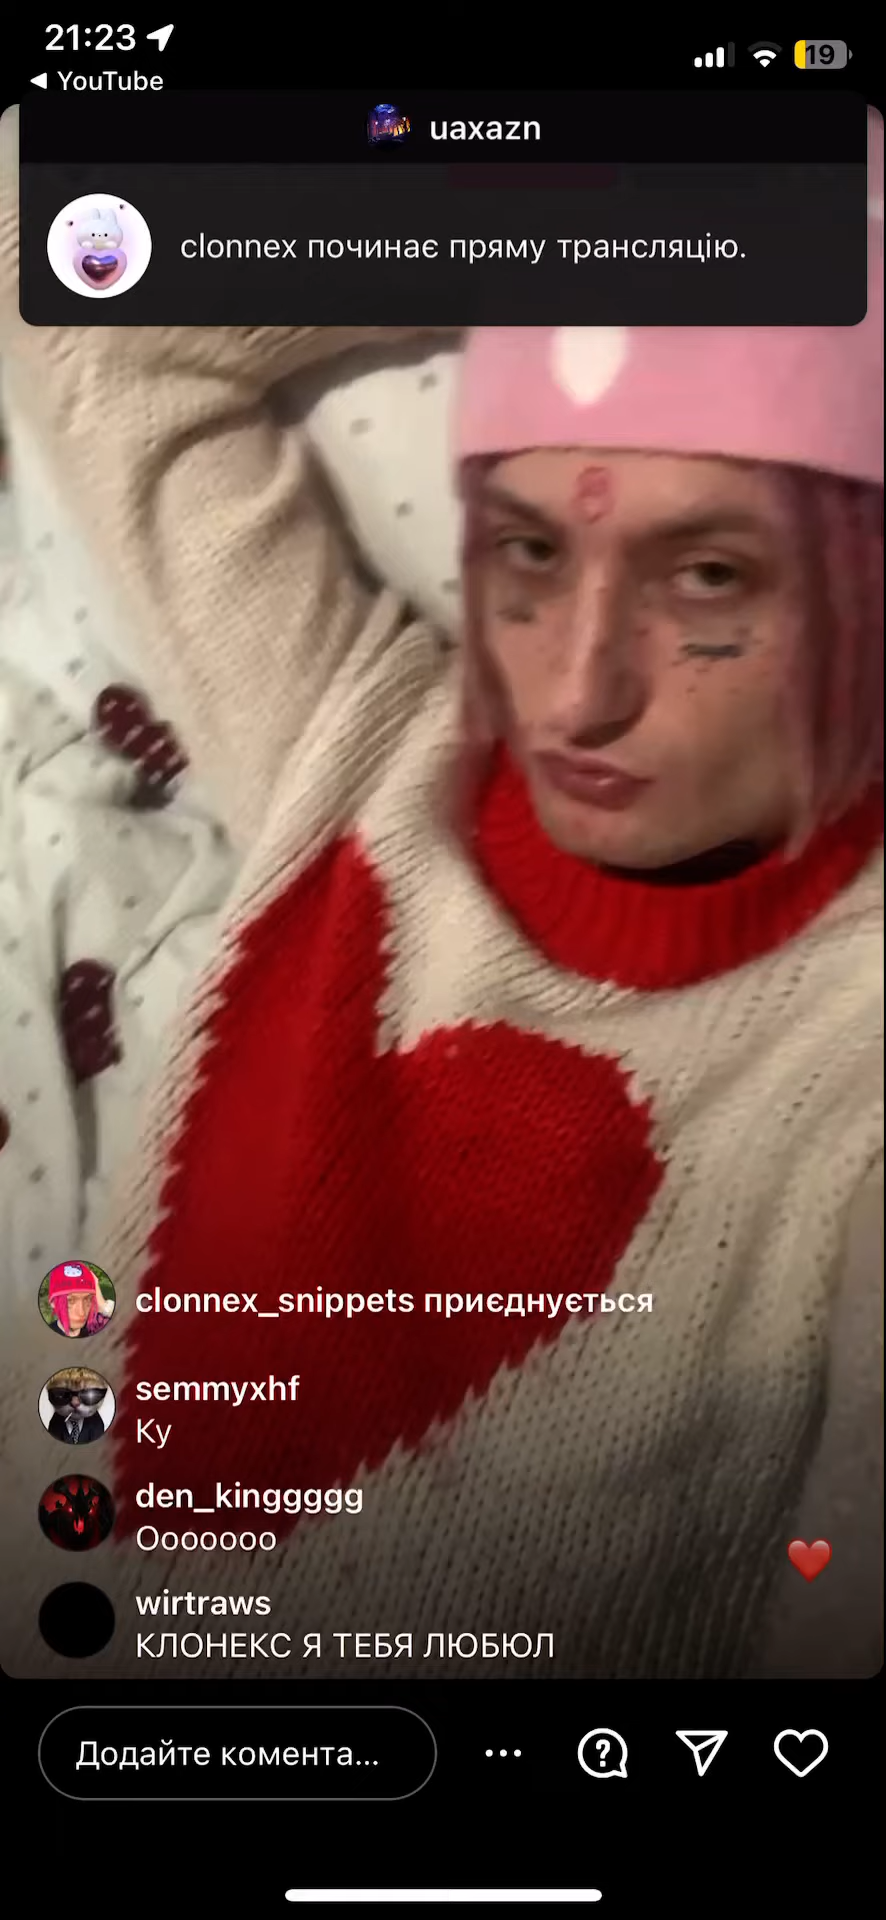 21:23
19
YouTube
uaxazn
clonnex починає пряму трансляцію.
clonnex_snippets приєднується
semmyxhf
Ку
den_kinggggg
Ооооооо
wirtraws
КЛОНЕКС Я ТЕБЯ ЛЮБЮЛ
Додайте комента...